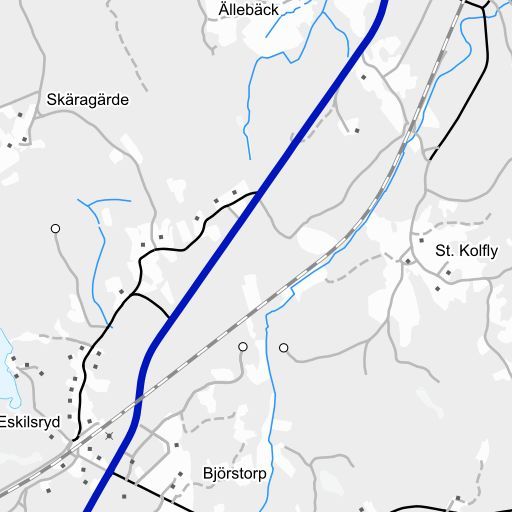 Ällebäck
Skäragärde
St. Kolfly
Eskilsryd
Björstorp